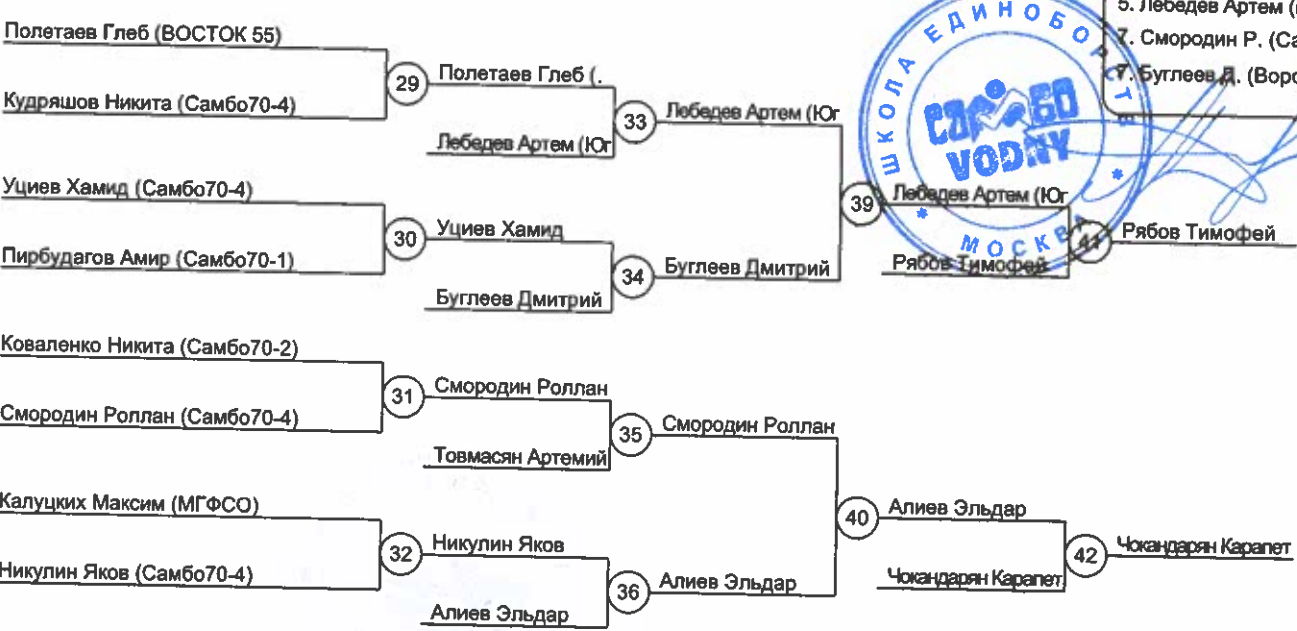 5. Лебедев Артем (
7. Смородин Р. (Са
7. Буглеев Д. (Воро
ШКОЛА ЕДИНОБОРСТВ
САМБО
VODNY
* МОСКВА *
Полетаев Глеб (ВОСТОК 55)
Кудряшов Никита (Самбо70-4)
29
Полетаев Глеб (.
Лебедев Артем (Юг
33
Лебедев Артем (Юг
Уциев Хамид (Самбо70-4)
Пирбудагов Амир (Самбо70-1)
30
Уциев Хамид
Буглеев Дмитрий
34
Буглеев Дмитрий
39
Лебедев Артем (Юг
Рябов Тимофей
41
Рябов Тимофей
Коваленко Никита (Самбо70-2)
Смородин Роллан (Самбо70-4)
31
Смородин Роллан
Товмасян Артемий
35
Смородин Роллан
Калуцких Максим (МГФСО)
Никулин Яков (Самбо70-4)
32
Никулин Яков
Алиев Эльдар
36
Алиев Эльдар
40
Алиев Эльдар
Чокандарян Карапет
42
Чокандарян Карапет